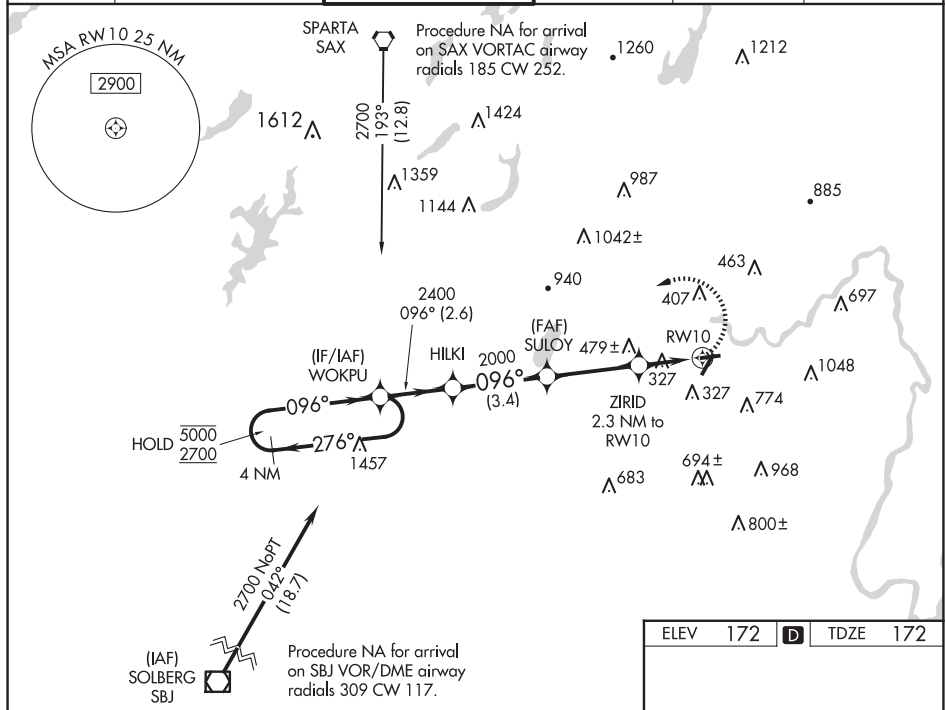 MSA RW 10 25 NM
2900
SPARTA
SAX
Procedure NA for arrival
on SAX VORTAC airway
radials 185 CW 252.
1260
1212
1612
2700
193°
(12.8)
1424
1359
1144
987
885
1042±
940
463
407
697
2400
096° (2.6)
(IF/IAF)
WOKPU
HILKI
2000
096°
(3.4)
(FAF)
SULOY
479±
RW10
327
ZIRID
2.3 NM to
RW10
327
1048
774
096°
HOLD
5000
2700
276°
1457
4 NM
683
694±
968
800±
2700 NoPT
042°
(18.7)
(IAF)
SOLBERG
SBJ
Procedure NA for arrival
on SBJ VOR/DME airway
radials 309 CW 117.
ELEV 172 D TDZE 172